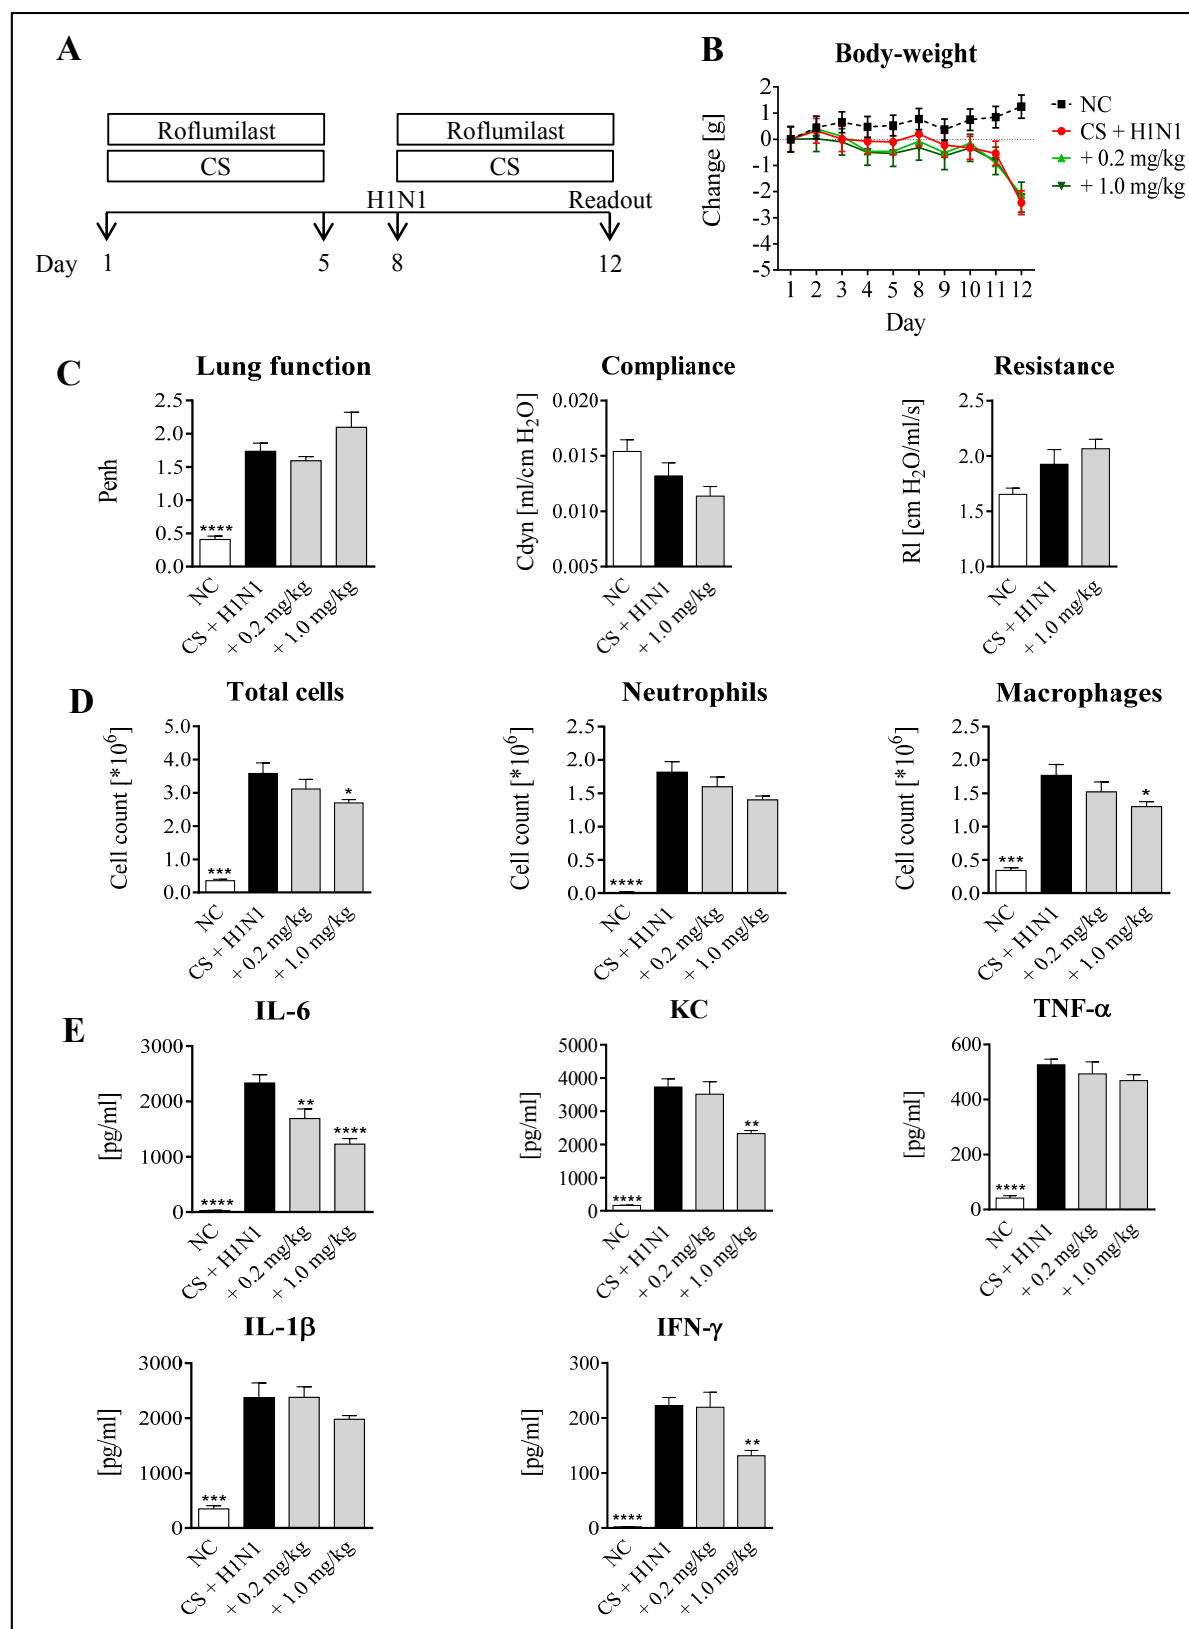 A
Roflumilast
Roflumilast
CS
CS
H1N1
Readout
Day
1
5
8
12
B
Body-weight
Change [g]
2
1
0
-1
-2
-3
-4
-5
1 2 3 4 5 8 9 10 11 12
Day
NC
CS + H1N1
+ 0.2 mg/kg
+ 1.0 mg/kg
C
Lung function
Penh
2.5
2.0
1.5
1.0
0.5
0.0
****
NC
CS + H1N1
+ 0.2 mg/kg
+ 1.0 mg/kg
Compliance
Cdyn [ml/cm H2O]
0.020
0.015
0.010
0.005
NC
CS + H1N1
+ 1.0 mg/kg
Resistance
Rl [cm H2O/ml/s]
2.5
2.0
1.5
1.0
NC
CS + H1N1
+ 1.0 mg/kg
D
Total cells
Cell count [*10^6]
5.0
4.0
3.0
2.0
1.0
0.0
***
*
NC
CS + H1N1
+ 0.2 mg/kg
+ 1.0 mg/kg
Neutrophils
Cell count [*10^6]
2.5
2.0
1.5
1.0
0.5
0.0
****
NC
CS + H1N1
+ 0.2 mg/kg
+ 1.0 mg/kg
Macrophages
Cell count [*10^6]
2.5
2.0
1.5
1.0
0.5
0.0
***
*
NC
CS + H1N1
+ 0.2 mg/kg
+ 1.0 mg/kg
E
IL-6
[pg/ml]
3000
2000
1000
0
****
**
****
NC
CS + H1N1
+ 0.2 mg/kg
+ 1.0 mg/kg
KC
[pg/ml]
5000
4000
3000
2000
1000
0
****
**
NC
CS + H1N1
+ 0.2 mg/kg
+ 1.0 mg/kg
TNF-α
[pg/ml]
600
400
200
0
****
NC
CS + H1N1
+ 0.2 mg/kg
+ 1.0 mg/kg
IL-1β
[pg/ml]
3000
2000
1000
0
***
NC
CS + H1N1
+ 0.2 mg/kg
+ 1.0 mg/kg
IFN-γ
[pg/ml]
300
200
100
0
****
**
NC
CS + H1N1
+ 0.2 mg/kg
+ 1.0 mg/kg